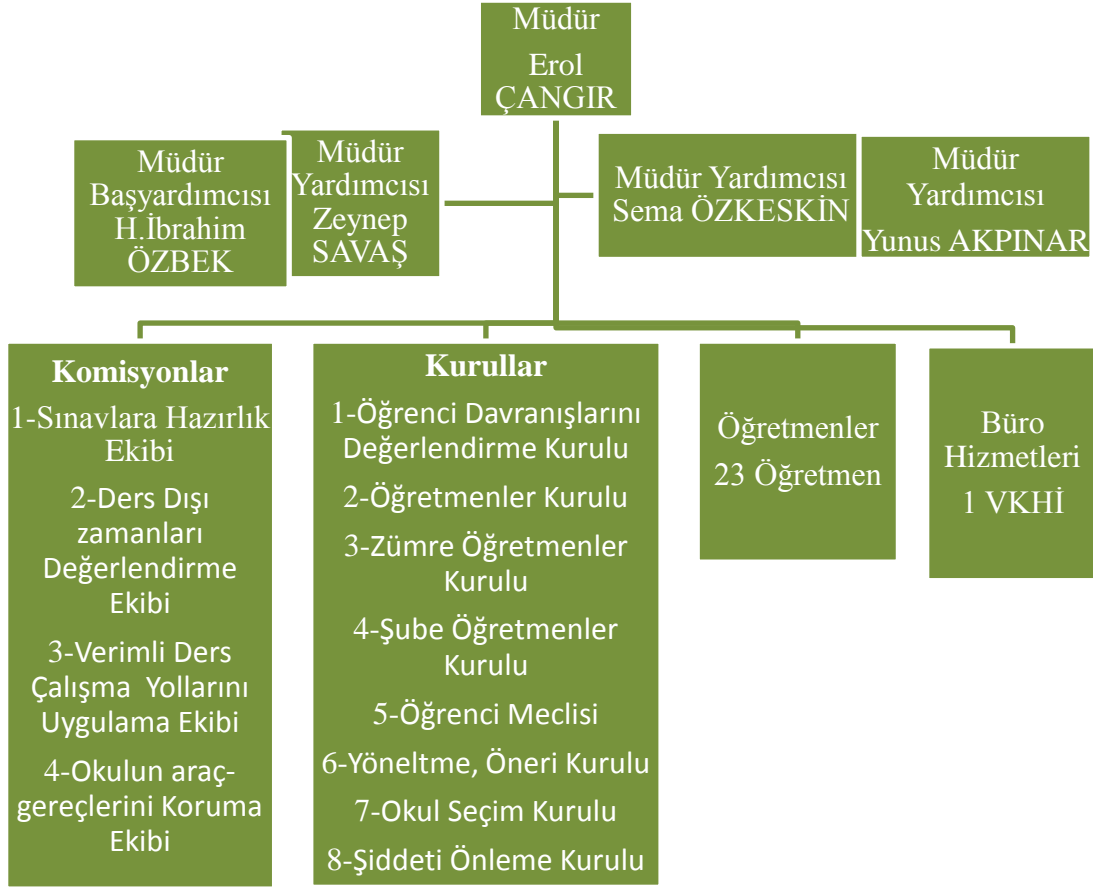 Müdür
Erol
ÇANGIR
Müdür
Başyardımcısı
H.İbrahim
ÖZBEK
Müdür
Yardımcısı
Zeynep
SAVAŞ
Müdür Yardımcısı
Sema ÖZKESKİN
Müdür
Yardımcısı
Yunus AKPINAR
Komisyonlar
1-Sınavlara Hazırlık
Ekibi
2-Ders Dışı
zamanları
Değerlendirme
Ekibi
3-Verimli Ders
Çalışma Yollarını
Uygulama Ekibi
4-Okulun araç-
gereçlerini Koruma
Ekibi
Kurullar
1-Öğrenci Davranışlarını
Değerlendirme Kurulu
2-Öğretmenler Kurulu
3-Zümre Öğretmenler
Kurulu
4-Şube Öğretmenler
Kurulu
5-Öğrenci Meclisi
6-Yöneltme, Öneri Kurulu
7-Okul Seçim Kurulu
8-Şiddeti Önleme Kurulu
Öğretmenler
23 Öğretmen
Büro
Hizmetleri
1 VKHİ